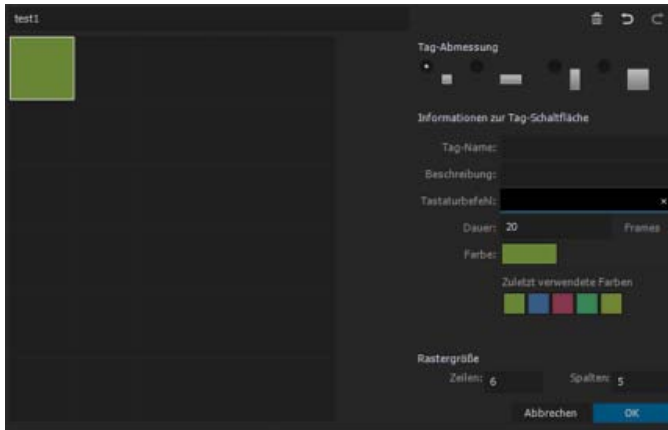 test1
Tag-Abmessung
Informationen zur Tag-Schaltfläche
Tag-Name:
Beschreibung:
Tastaturbefehl: ×
Dauer: 20 Frames
Farbe:
Zuletzt verwendete Farben
Rastergröße
Zeilen: 6 Spalten: 5
Abbrechen OK